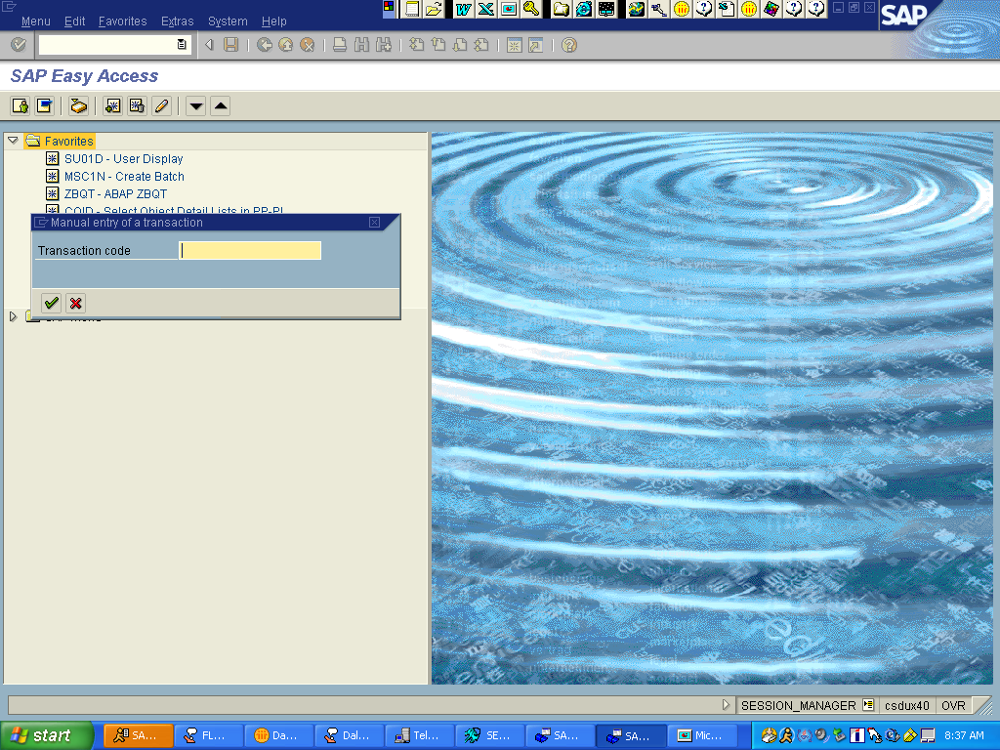 Menu Edit Favorites Extras System Help
SAP
SAP Easy Access
Favorites
SU01D - User Display
MSC1N - Create Batch
ZBQT - ABAP ZBQT
COID - Select Object Detail Lists in PP-PI
Manual entry of a transaction
Transaction code
SESSION_MANAGER csdux40 OVR
start SA... FL... Da... Dal... Tel... SE... SA... SA... Mic... 8:37 AM